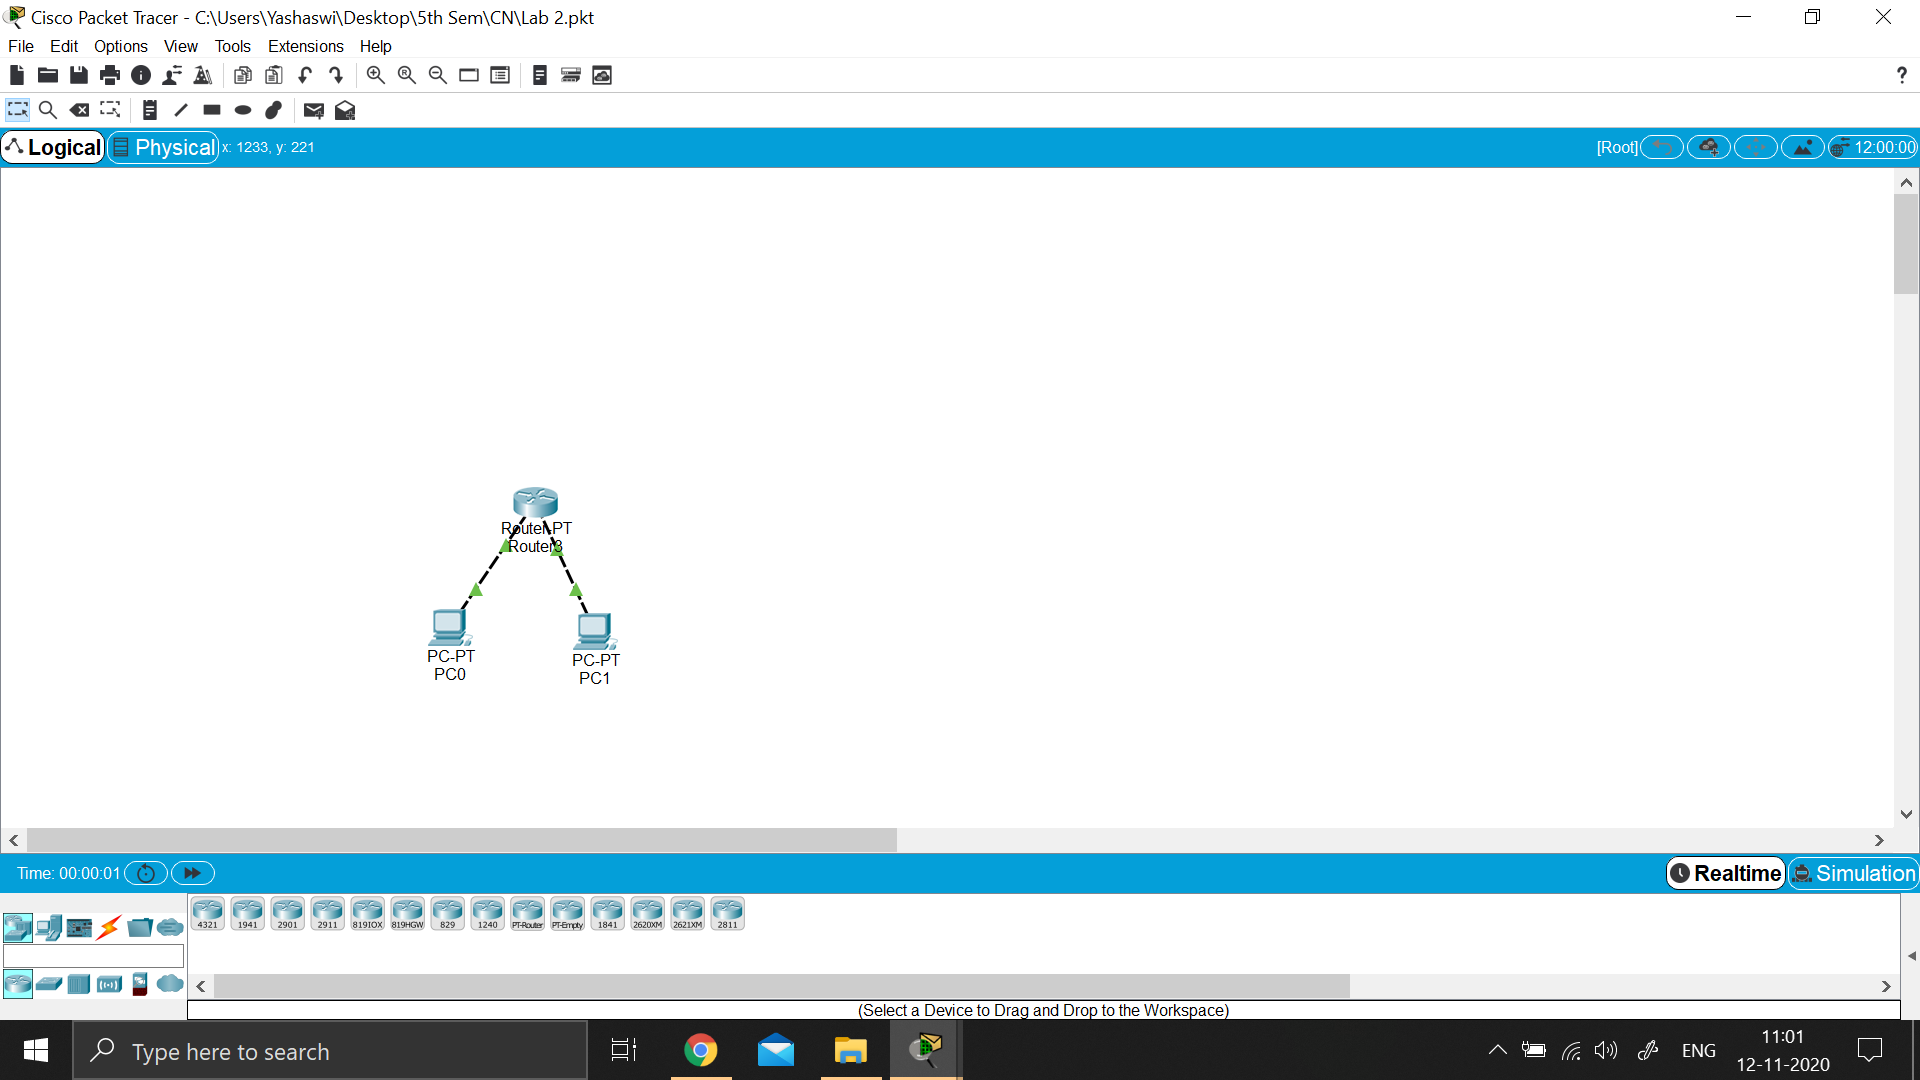 Cisco Packet Tracer - C:\Users\Yashaswi\Desktop\5th Sem\CN\Lab 2.pkt
File Edit Options View Tools Extensions Help
?
Logical Physical x: 1233, y: 221 [Root] 12:00:00
Router-PT
Router3
PC-PT
PC0
PC-PT
PC1
Time: 00:00:01 Realtime Simulation
4321 1941 2901 2911 819IOX 819HGW 829 1240 PT-Router PT-Empty 1841 2620XM 2621XM 2811
(Select a Device to Drag and Drop to the Workspace)
Type here to search
ENG
11:01
12-11-2020